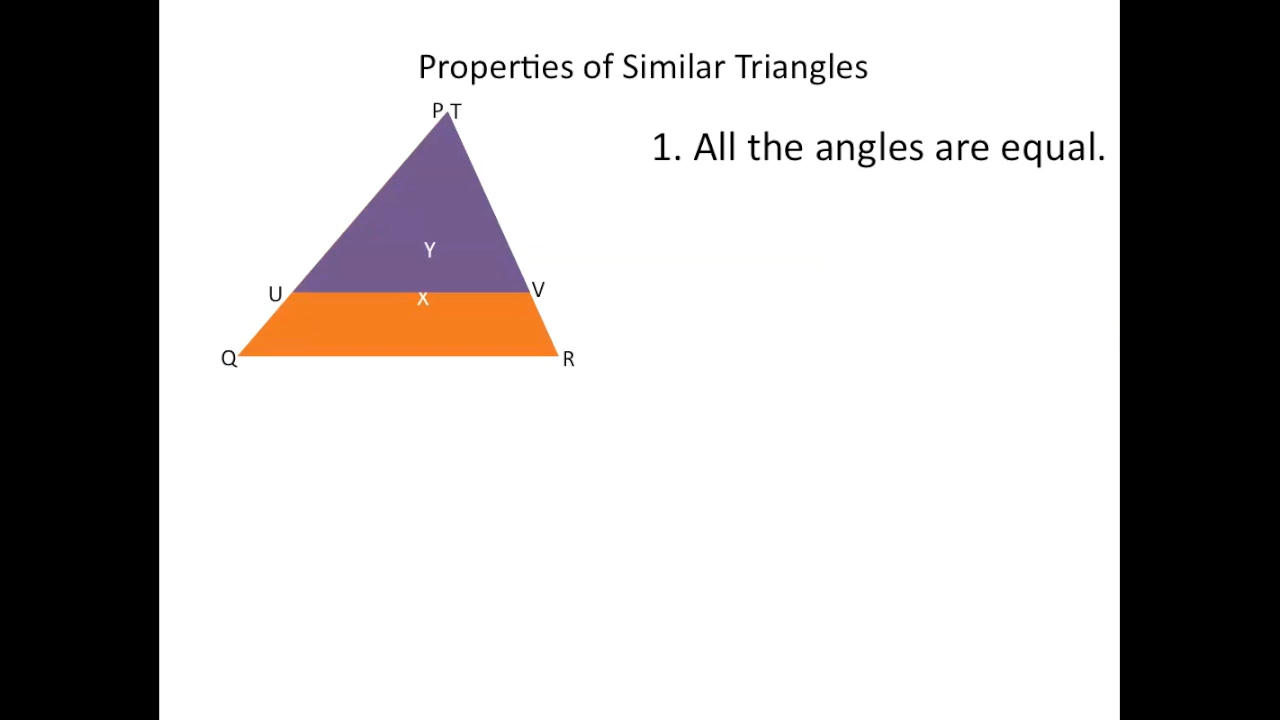 Properties of Similar Triangles
P T
1. All the angles are equal.
Y
U
V
X
Q
R